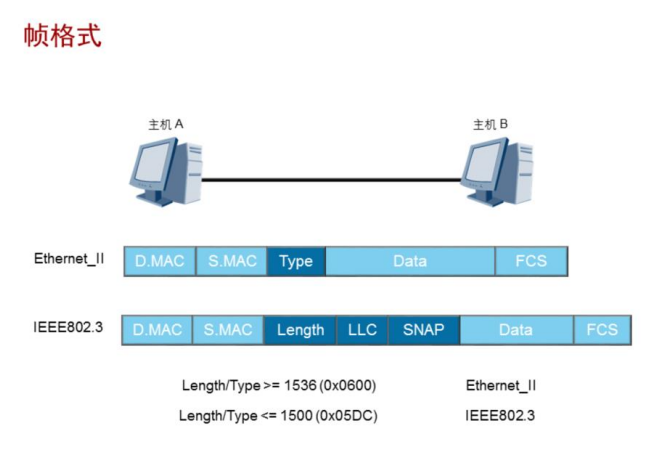 帧格式
主机 A 主机 B
Ethernet_II D.MAC S.MAC Type Data FCS
IEEE802.3 D.MAC S.MAC Length LLC SNAP Data FCS
Length/Type >= 1536 (0x0600) Ethernet_II
Length/Type <= 1500 (0x05DC) IEEE802.3